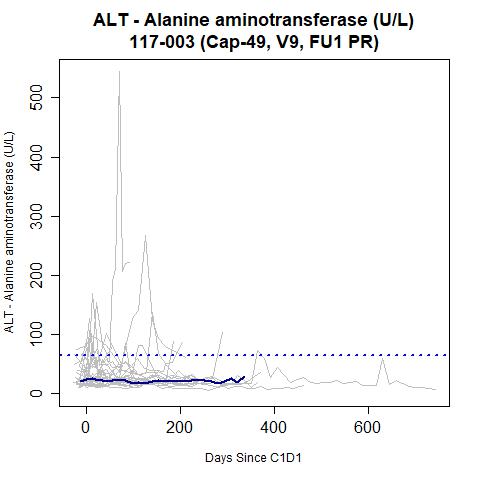 ALT - Alanine aminotransferase (U/L)
117-003 (Cap-49, V9, FU1 PR)
ALT - Alanine aminotransferase (U/L)
500
400
300
200
100
0
0 200 400 600
Days Since C1D1